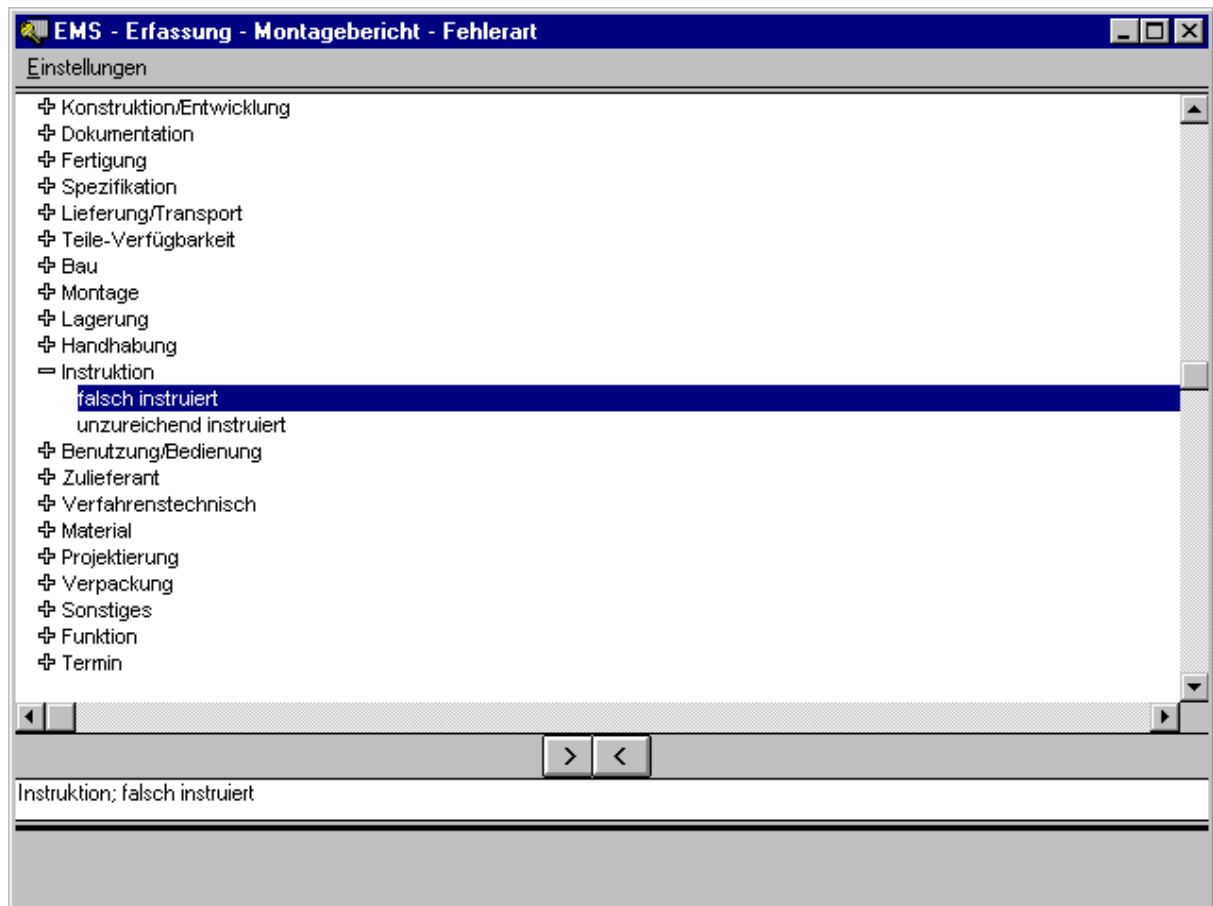 EMS - Erfassung - Montagebericht - Fehlerart
Einstellungen
Konstruktion/Entwicklung
Dokumentation
Fertigung
Spezifikation
Lieferung/Transport
Teile-Verfügbarkeit
Bau
Montage
Lagerung
Handhabung
Instruktion
falsch instruiert
unzureichend instruiert
Benutzung/Bedienung
Zulieferant
Verfahrenstechnisch
Material
Projektierung
Verpackung
Sonstiges
Funktion
Termin
> <
Instruktion; falsch instruiert